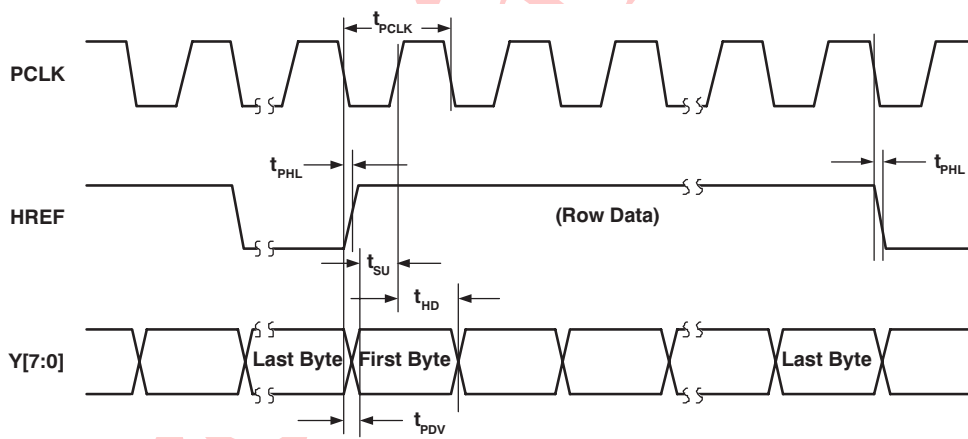 tPCLK
PCLK
tPHL
tPHL
HREF
(Row Data)
tSU
tHD
Y[7:0]
Last Byte
First Byte
Last Byte
tPDV